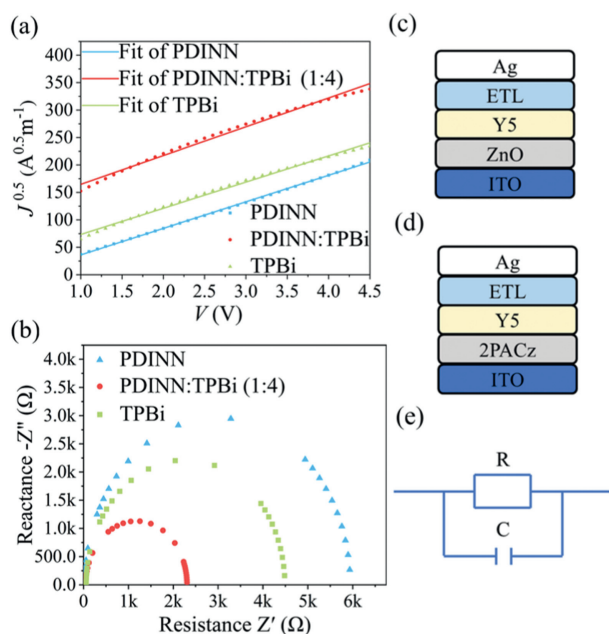 (a)
Fit of PDINN
Fit of PDINN:TPBi (1:4)
Fit of TPBi
J^0.5 (A^0.5m^-1)
400
350
300
250
200
150
100
50
0
PDINN
PDINN:TPBi
TPBi
1.0 1.5 2.0 2.5 3.0 3.5 4.0 4.5
V (V)
(b)
PDINN
PDINN:TPBi (1:4)
TPBi
Reactance -Z" (Ω)
4.0k
3.5k
3.0k
2.5k
2.0k
1.5k
1.0k
500.0
0.0
0 1k 2k 3k 4k 5k 6k
Resistance Z′ (Ω)
(c)
Ag
ETL
Y5
ZnO
ITO
(d)
Ag
ETL
Y5
2PACz
ITO
(e)
R
C